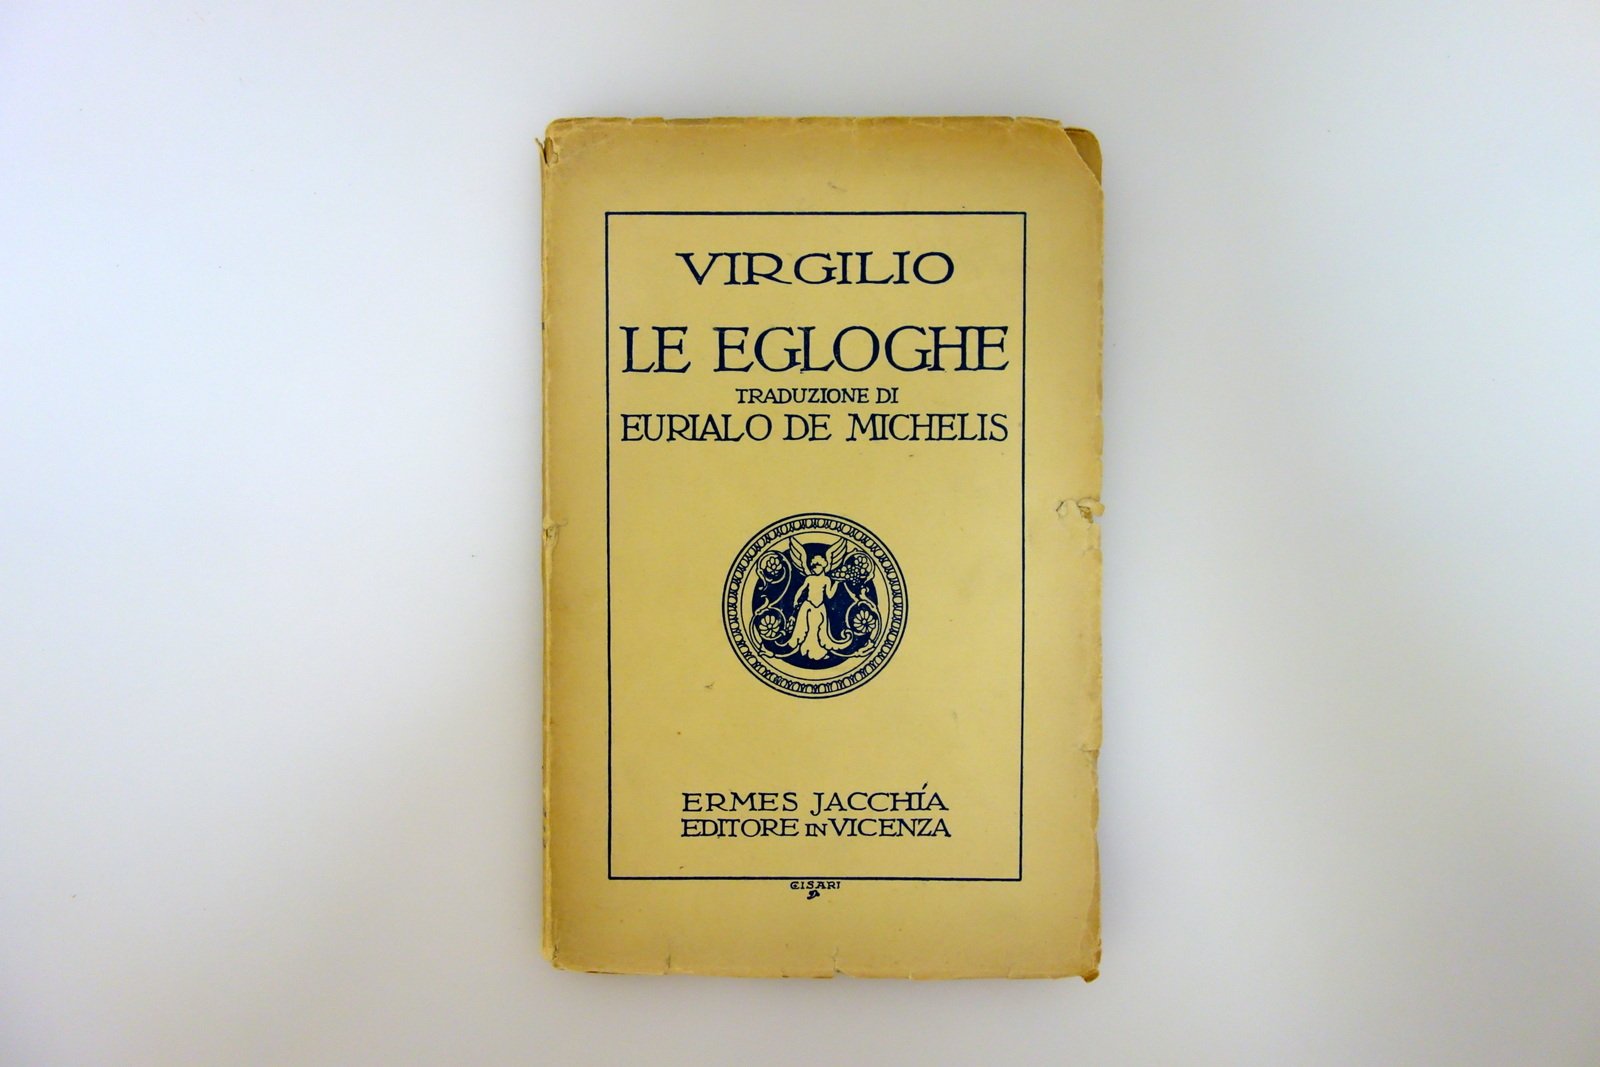 VIRGILIO
LE EGLOGHE
TRADUZIONE DI
EURIALO DE MICHELIS
ERMES JACCHÍA
EDITORE IN VICENZA
CISARI